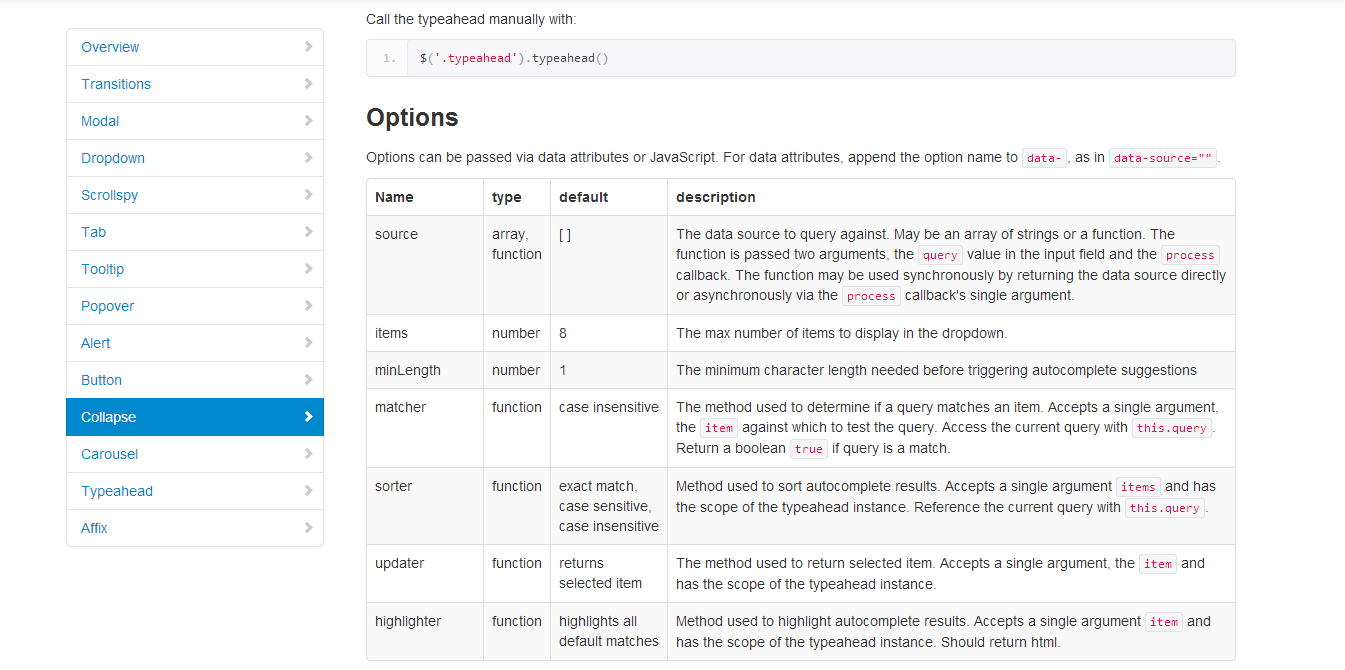 Overview
Transitions
Modal
Dropdown
Scrollspy
Tab
Tooltip
Popover
Alert
Button
Collapse
Carousel
Typeahead
Affix
Call the typeahead manually with:
1. $('.typeahead').typeahead()
Options
Options can be passed via data attributes or JavaScript. For data attributes, append the option name to data-, as in data-source="".
Name type default description
source array, [ ] The data source to query against. May be an array of strings or a function. The
function function is passed two arguments, the query value in the input field and the process
callback. The function may be used synchronously by returning the data source directly
or asynchronously via the process callback's single argument.
items number 8 The max number of items to display in the dropdown.
minLength number 1 The minimum character length needed before triggering autocomplete suggestions
matcher function case insensitive The method used to determine if a query matches an item. Accepts a single argument,
the item against which to test the query. Access the current query with this.query.
Return a boolean true if query is a match.
sorter function exact match, Method used to sort autocomplete results. Accepts a single argument items and has
case sensitive, the scope of the typeahead instance. Reference the current query with this.query.
case insensitive
updater function returns The method used to return selected item. Accepts a single argument, the item and
selected item has the scope of the typeahead instance.
highlighter function highlights all Method used to highlight autocomplete results. Accepts a single argument item and
default matches has the scope of the typeahead instance. Should return html.